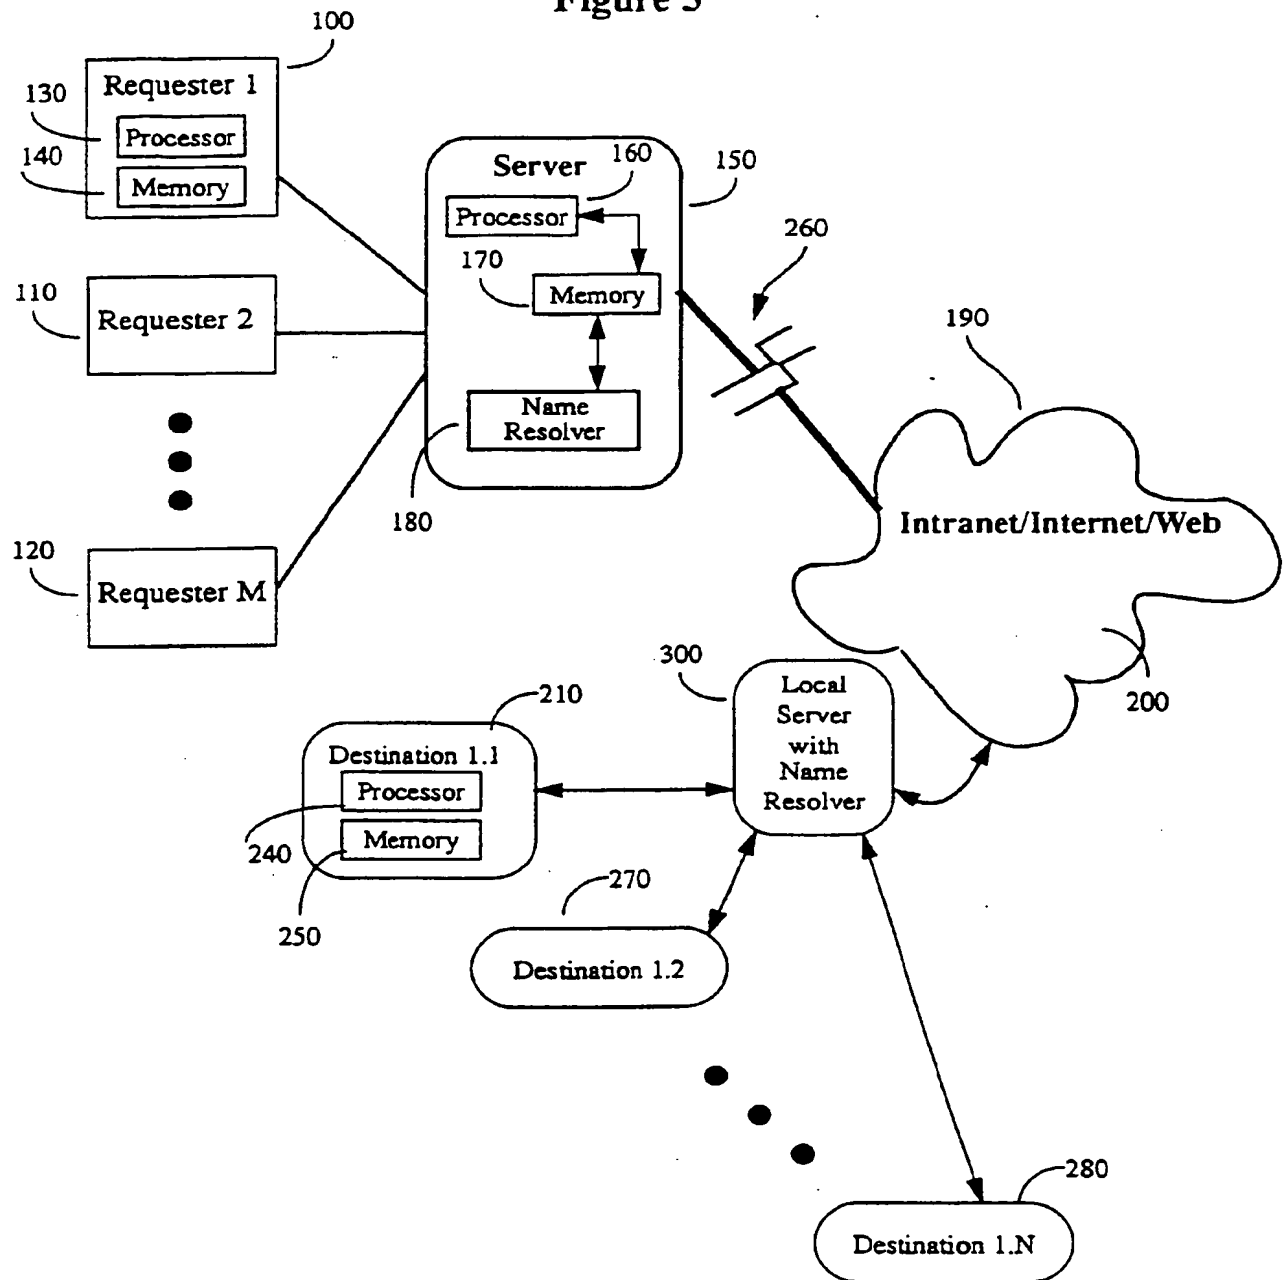 Figure 3
100
Requester 1
130
Processor
140
Memory
Server
160
150
Processor
170
Memory
260
110
Requester 2
190
Name
Resolver
180
Intranet/Internet/Web
120
Requester M
300
Local
Server
with
Name
Resolver
200
210
Destination 1.1
Processor
240
Memory
250
270
Destination 1.2
280
Destination 1.N